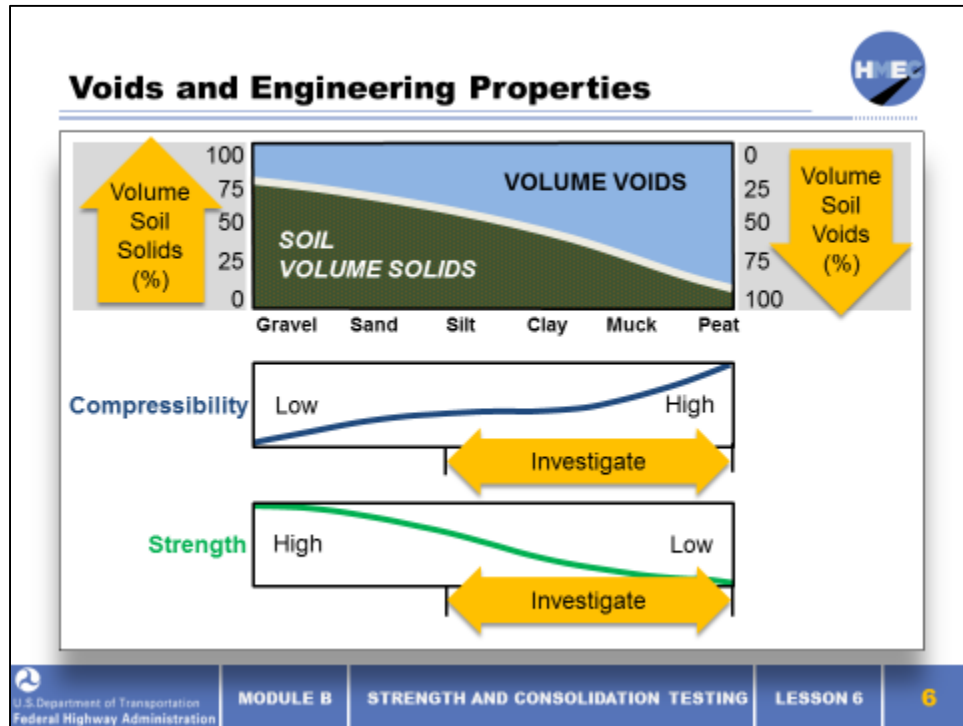 Voids and Engineering Properties
HMEC
Volume
Soil
Solids
(%)
100
75
50
25
0
VOLUME VOIDS
SOIL
VOLUME SOLIDS
0
25
50
75
100
Volume
Soil
Voids
(%)
Gravel Sand Silt Clay Muck Peat
Compressibility Low High
Investigate
Strength High Low
Investigate
U.S.Department of Transportation
Federal Highway Administration
MODULE B STRENGTH AND CONSOLIDATION TESTING LESSON 6 6